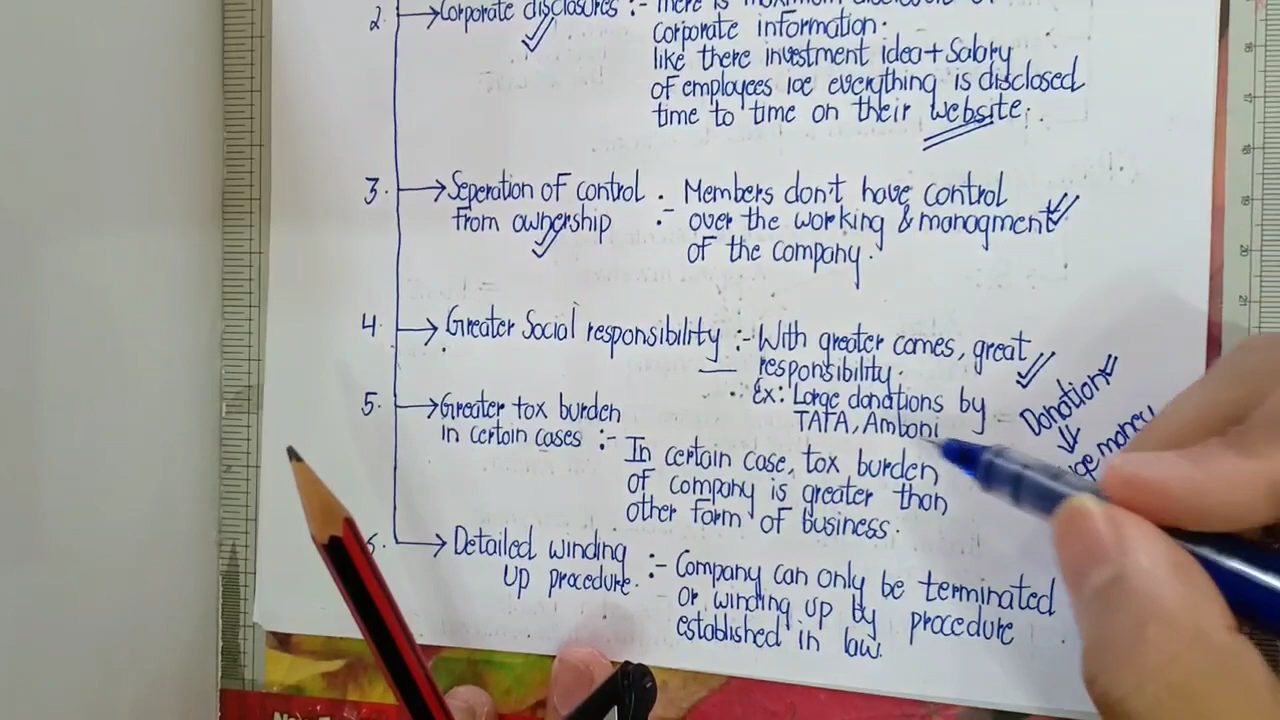 2. Corporate disclosures :- There is maximum
corporate information.
like there investment idea + Salary
of employees ioe everything is disclosed
time to time on their website.
3. Seperation of control
from ownership :- Members don't have control
over the working & managment
of the company.
4. Greater Social responsibility :- With greater comes, great
responsibility.
Ex: Large donations by
TATA, Ambani
Donation
money
5. Greater tax burden
in certain cases :- In certain case, tax burden
of company is greater than
other form of business.
6. Detailed winding
up procedure. :- Company can only be terminated
or winding up by procedure
established in law.